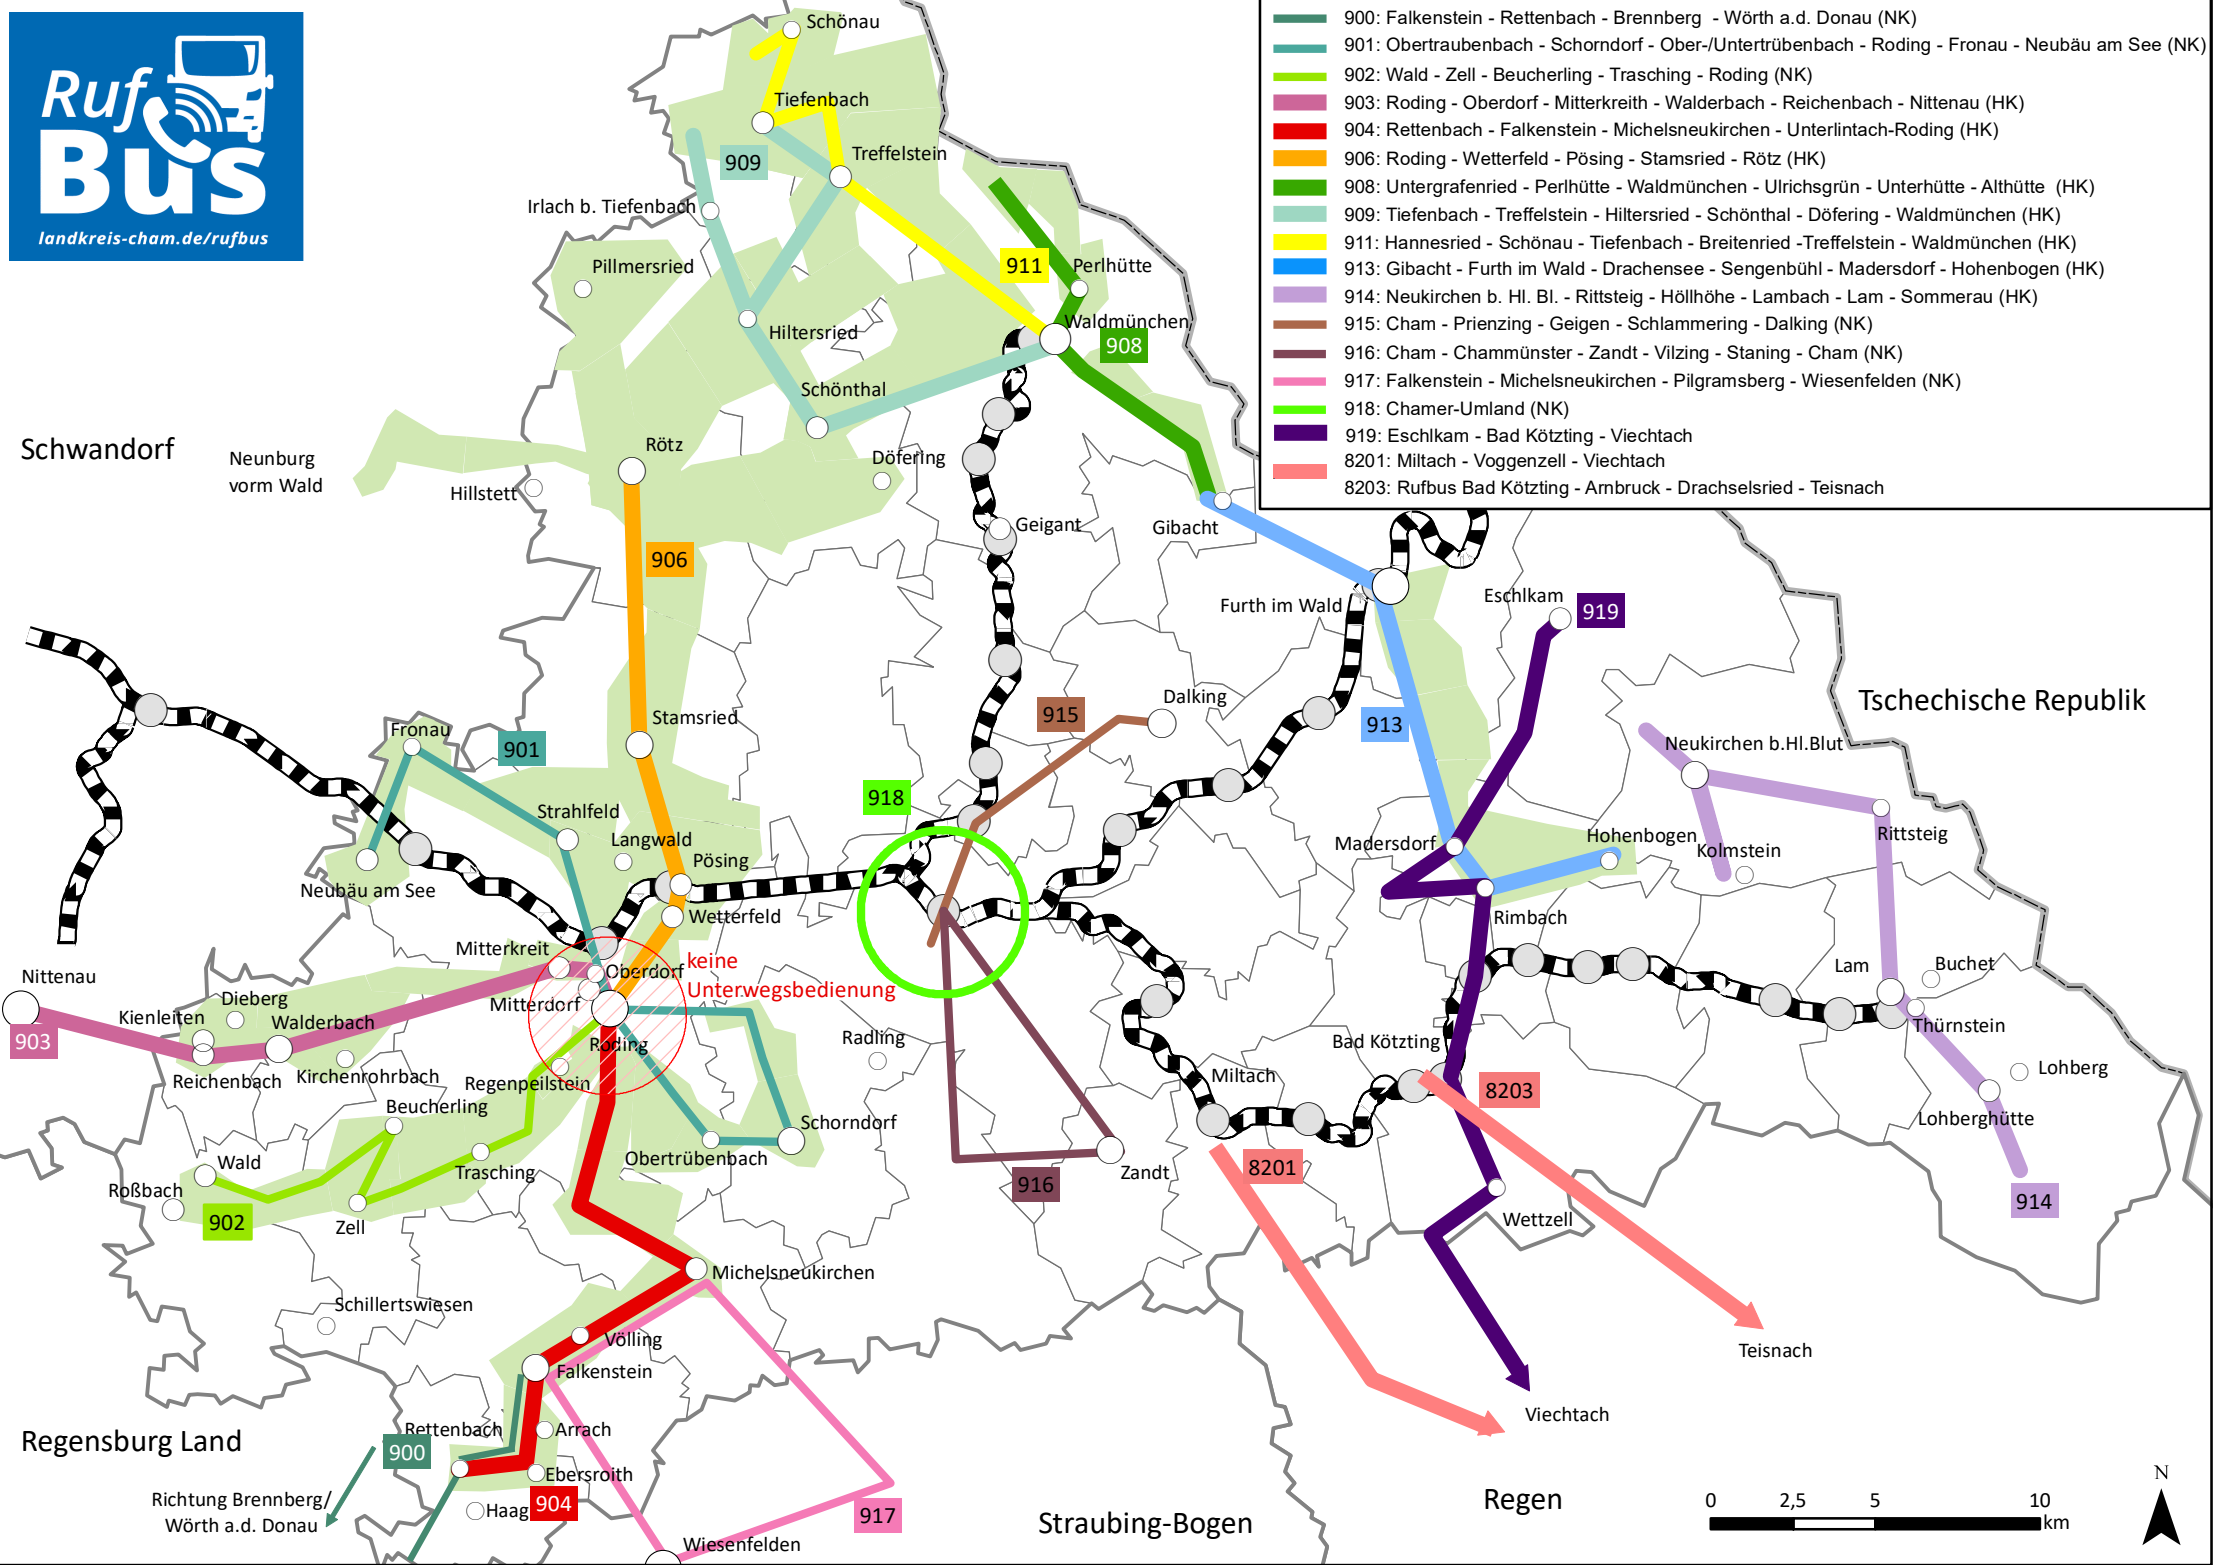 Ruf
Bus
landkreis-cham.de/rufbus
900: Falkenstein - Rettenbach - Brennberg - Wörth a.d. Donau (NK)
901: Obertraubenbach - Schorndorf - Ober-/Untertrübenbach - Roding - Fronau - Neubäu am See (NK)
902: Wald - Zell - Beucherling - Trasching - Roding (NK)
903: Roding - Oberdorf - Mitterkreith - Walderbach - Reichenbach - Nittenau (HK)
904: Rettenbach - Falkenstein - Michelsneukirchen - Unterlintach-Roding (HK)
906: Roding - Wetterfeld - Pösing - Stamsried - Rötz (HK)
908: Untergrafenried - Perlhütte - Waldmünchen - Ulrichsgrün - Unterhütte - Althütte (HK)
909: Tiefenbach - Treffelstein - Hiltersried - Schönthal - Döfering - Waldmünchen (HK)
911: Hannesried - Schönau - Tiefenbach - Breitenried -Treffelstein - Waldmünchen (HK)
913: Gibacht - Furth im Wald - Drachensee - Sengenbühl - Madersdorf - Hohenbogen (HK)
914: Neukirchen b. Hl. Bl. - Rittsteig - Höllhöhe - Lambach - Lam - Sommerau (HK)
915: Cham - Prienzing - Geigen - Schlammering - Dalking (NK)
916: Cham - Chammünster - Zandt - Vilzing - Staning - Cham (NK)
917: Falkenstein - Michelsneukirchen - Pilgramsberg - Wiesenfelden (NK)
918: Chamer-Umland (NK)
919: Eschlkam - Bad Kötzting - Viechtach
8201: Miltach - Voggenzell - Viechtach
8203: Rufbus Bad Kötzting - Arnbruck - Drachselsried - Teisnach
Schönau
Tiefenbach
909
Treffelstein
Irlach b. Tiefenbach
Pillmersried
911
Perlhütte
Waldmünchen
Hiltersried
908
Schönthal
Schwandorf
Neunburg
vorm Wald
Rötz
Döfering
Hillstett
Geigant
Gibacht
906
Furth im Wald
Eschlkam
919
Tschechische Republik
Dalking
915
913
Stamsried
Fronau
901
Neukirchen b.Hl.Blut
918
Strahlfeld
Langwald
Pösing
Madersdorf
Hohenbogen
Kolmstein
Rittsteig
Neubäu am See
Wetterfeld
Rimbach
Mitterkreit
keine
Unterwegsbedienung
Oberdorf
Nittenau
Mitterdorf
Lam
Buchet
Dieberg
Kienleiten
Walderbach
903
Roding
Radling
Bad Kötzting
Thürnstein
Reichenbach
Kirchenrohrbach
Regenpeilstein
Miltach
8203
Lohberg
Beucherling
Schorndorf
Lohberghütte
Obertrübenbach
Wald
Trasching
8201
Zandt
916
Roßbach
902
Zell
914
Wettzell
Michelsneukirchen
Schillertswiesen
Völling
Teisnach
Falkenstein
Viechtach
Rettenbach
Arrach
Regensburg Land
900
Ebersroith
904
Haag
Richtung Brennberg/
Wörth a.d. Donau
917
Wiesenfelden
Straubing-Bogen
Regen
0 2,5 5 10
km
N